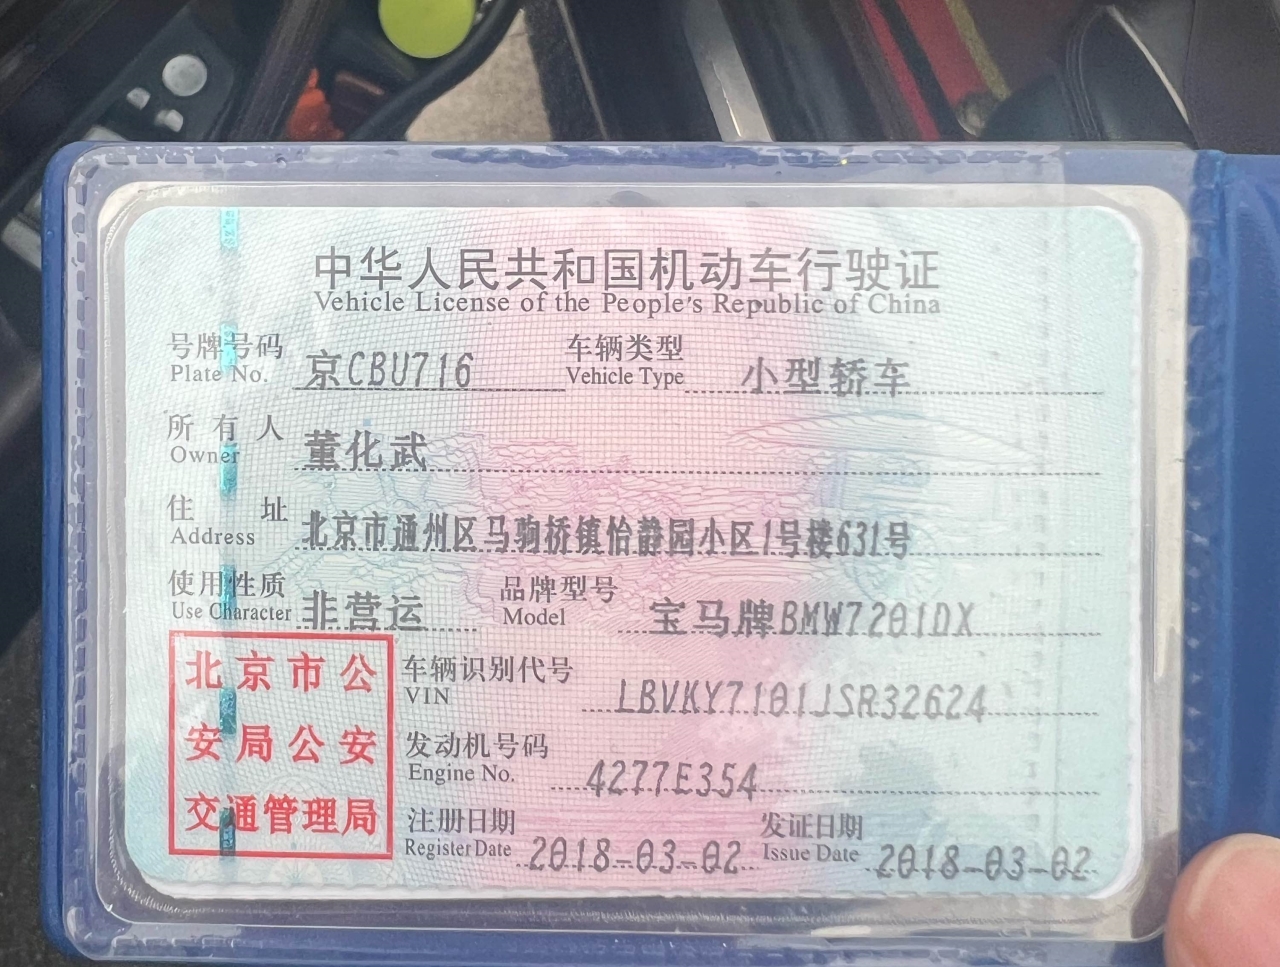 中华人民共和国机动车行驶证
Vehicle License of the People's Republic of China
号牌号码 京CBU716 车辆类型 小型轿车
Plate No. Vehicle Type
所有人 董化武
Owner
住址 北京市通州区马驹桥镇怡静园小区1号楼631号
Address
使用性质 非营运 品牌型号 宝马牌BMW7201DX
Use Character Model
北京市公
安局公安
交通管理局
车辆识别代号 LBVKY7101JSR32624
VIN
发动机号码 4277E354
Engine No.
注册日期 2018-03-02 发证日期 2018-03-02
Register Date Issue Date